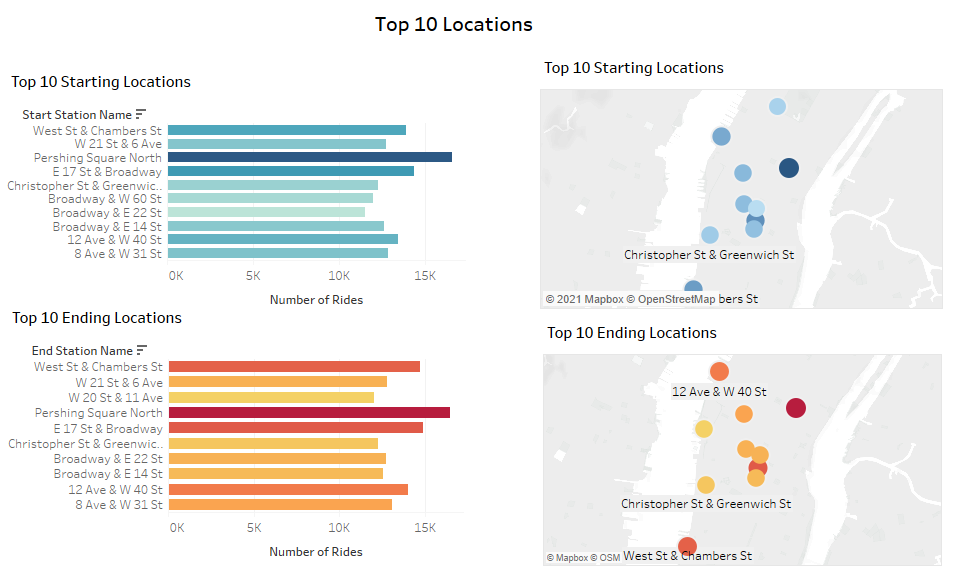 Top 10 Locations
Top 10 Starting Locations
Start Station Name
West St & Chambers St
W 21 St & 6 Ave
Pershing Square North
E 17 St & Broadway
Christopher St & Greenwic..
Broadway & W 60 St
Broadway & E 22 St
Broadway & E 14 St
12 Ave & W 40 St
8 Ave & W 31 St
0K 5K 10K 15K
Number of Rides
Top 10 Starting Locations
Christopher St & Greenwich St
© 2021 Mapbox © OpenStreetMap bers St
Top 10 Ending Locations
End Station Name
West St & Chambers St
W 21 St & 6 Ave
W 20 St & 11 Ave
Pershing Square North
E 17 St & Broadway
Christopher St & Greenwic..
Broadway & E 22 St
Broadway & E 14 St
12 Ave & W 40 St
8 Ave & W 31 St
0K 5K 10K 15K
Number of Rides
Top 10 Ending Locations
12 Ave & W 40 St
Christopher St & Greenwich St
© Mapbox © OSM West St & Chambers St